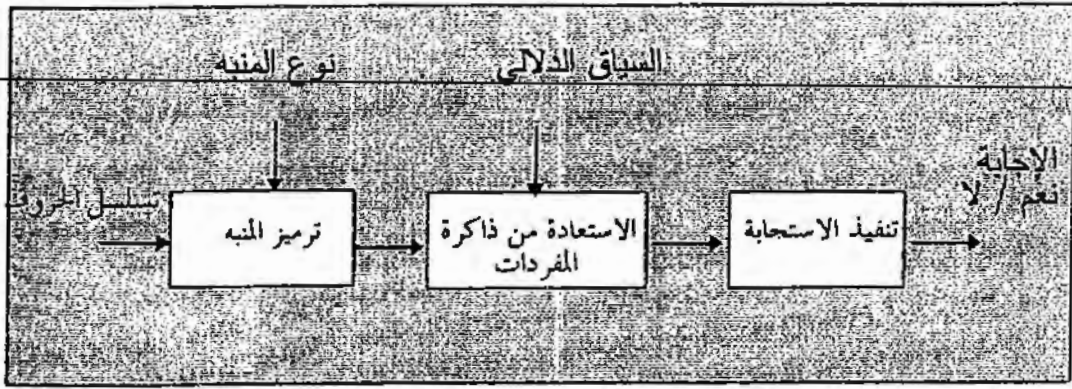 السياق الدلالي
نوع المنبه
الإجابة
نعم / لا
تنفيذ الاستجابة
الاستعادة من ذاكرة
المفردات
ترميز المنبه
تسلسل الحروف